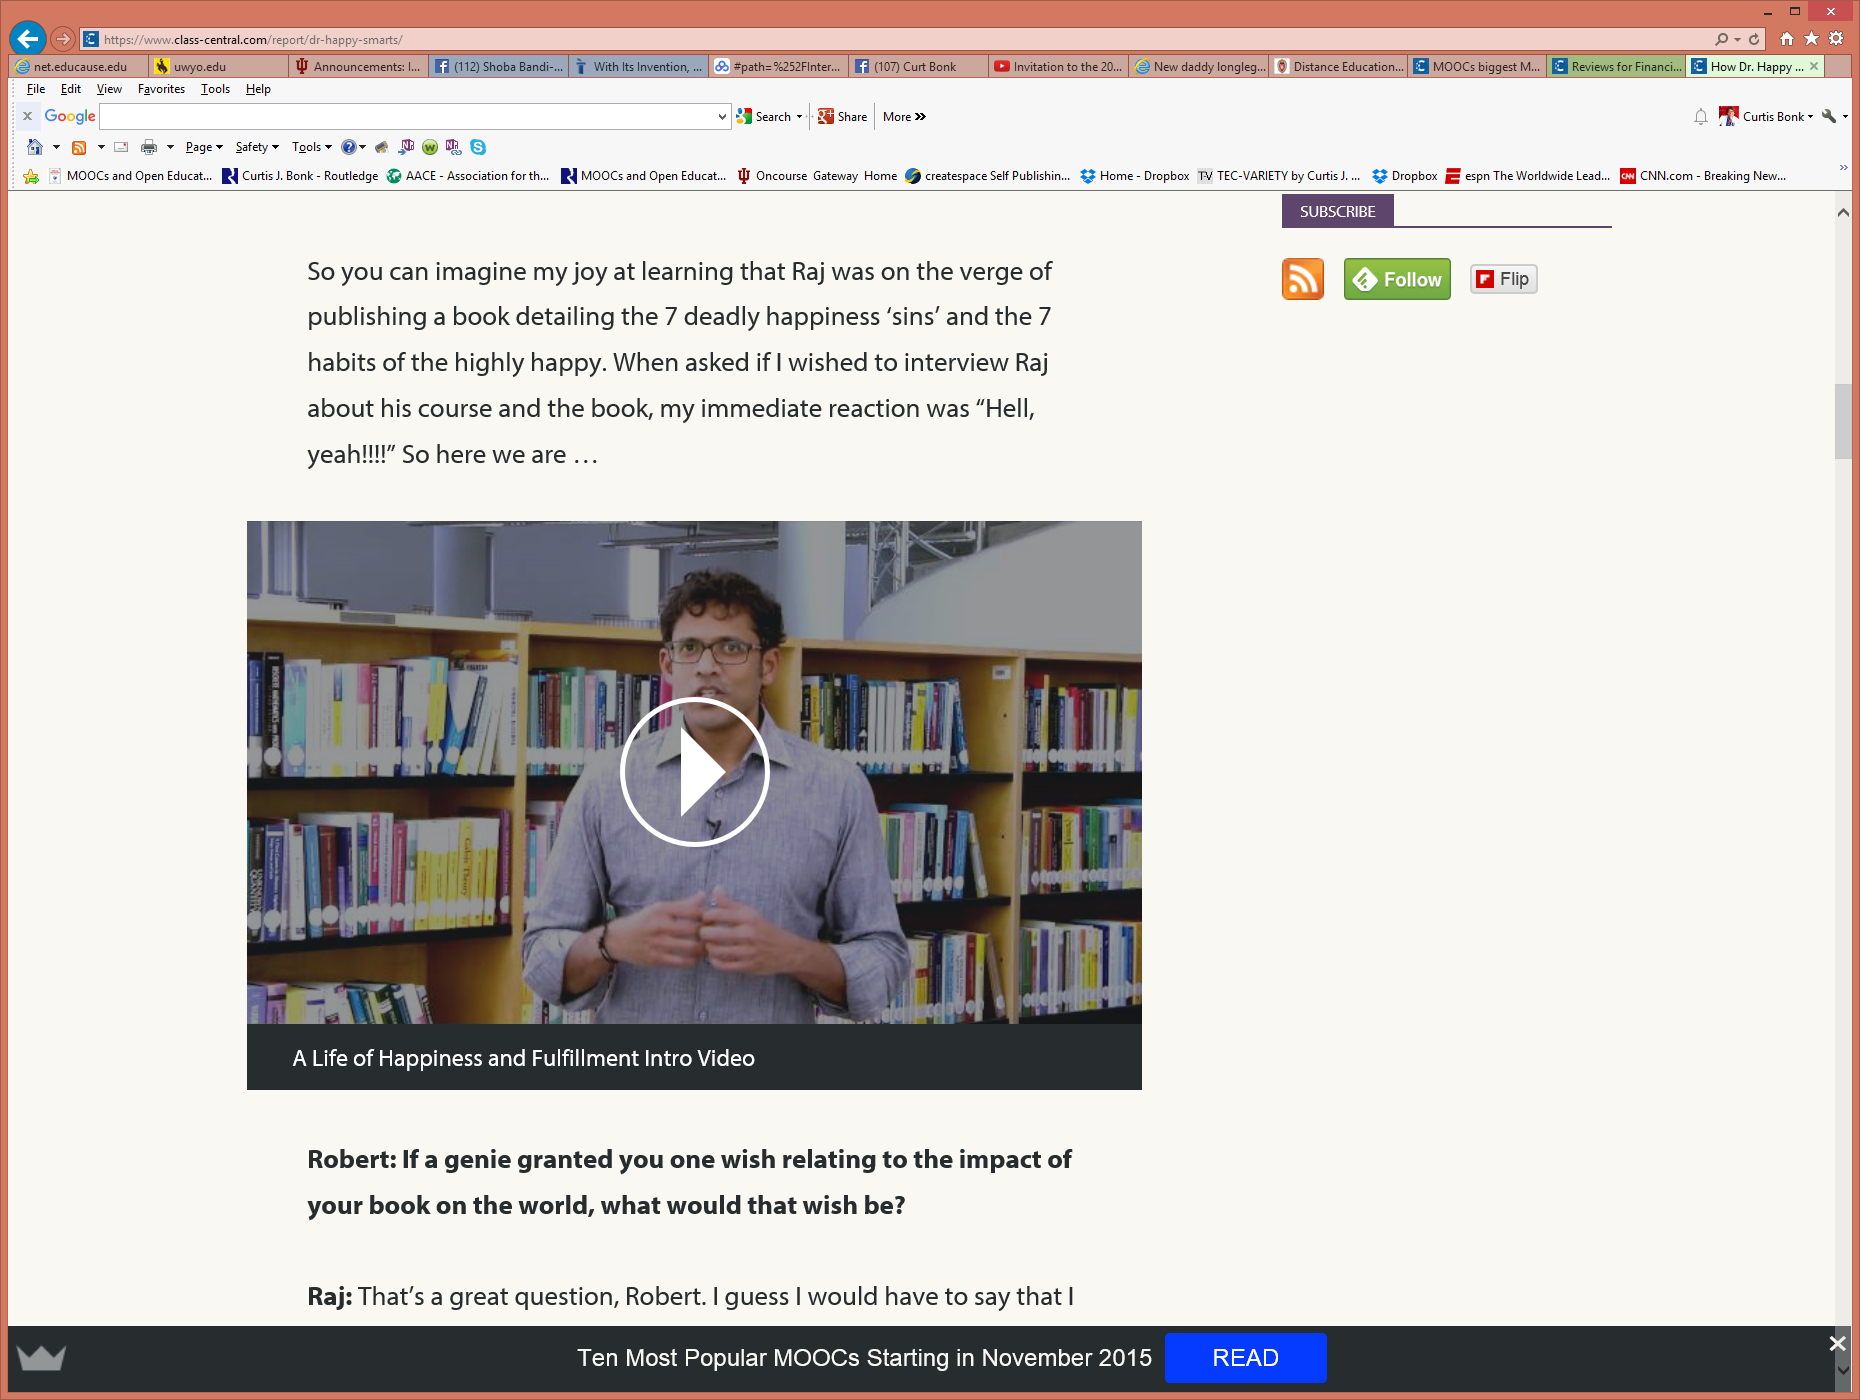 https://www.class-central.com/report/dr-happy-smarts/
net.educause.edu
uwyo.edu
Announcements: I...
(112) Shoba Bandi-...
With Its Invention, ...
#path=%252FInter...
(107) Curt Bonk
Invitation to the 20...
New daddy longleg...
Distance Education...
MOOCs biggest M...
Reviews for Financi...
How Dr. Happy ...
File Edit View Favorites Tools Help
x Google Search Share More »
Curtis Bonk
Page Safety Tools
MOOCs and Open Educat...
Curtis J. Bonk - Routledge
AACE - Association for th...
MOOCs and Open Educat...
Oncourse Gateway Home
createspace Self Publishin...
Home - Dropbox
TEC-VARIETY by Curtis J. ...
Dropbox
espn The Worldwide Lead...
CNN.com - Breaking New...
SUBSCRIBE
Follow
Flip
So you can imagine my joy at learning that Raj was on the verge of
publishing a book detailing the 7 deadly happiness ‘sins’ and the 7
habits of the highly happy. When asked if I wished to interview Raj
about his course and the book, my immediate reaction was “Hell,
yeah!!!!” So here we are …
A Life of Happiness and Fulfillment Intro Video
Robert: If a genie granted you one wish relating to the impact of
your book on the world, what would that wish be?
Raj: That’s a great question, Robert. I guess I would have to say that I
Ten Most Popular MOOCs Starting in November 2015
READ